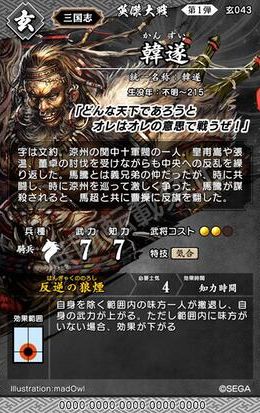 玄
三国志
英傑大戦
第1弾
玄043
かん すい
韓遂
統一名称：韓遂
生没年：不明〜215
「どんな天下であろうと
オレはオレの意思で戦うぜ！」
字は文約。涼州の関中十軍閥の一人。皇甫嵩や張
温、董卓の討伐を受けながらも中央への反乱を
繰り返した。馬騰とは義兄弟の仲だったが、時に共
闘し、時に涼州を巡って激しく争った。馬騰が謀
殺されると、馬超と共に曹操に反旗を翻した。
兵種
騎兵
武力
7
知力
7
武将コスト
特技
気合
はんぎゃくののろし
反逆の狼煙
必要士気
4
効果時間
知力時間
効果範囲
自身を除く範囲内の味方一人が撤退し、自
身の武力が上がる。ただし範囲内に味方が
いない場合、効果が下がる
Illustration:madOwl
©SEGA
0000-0000-0000-0000-0000